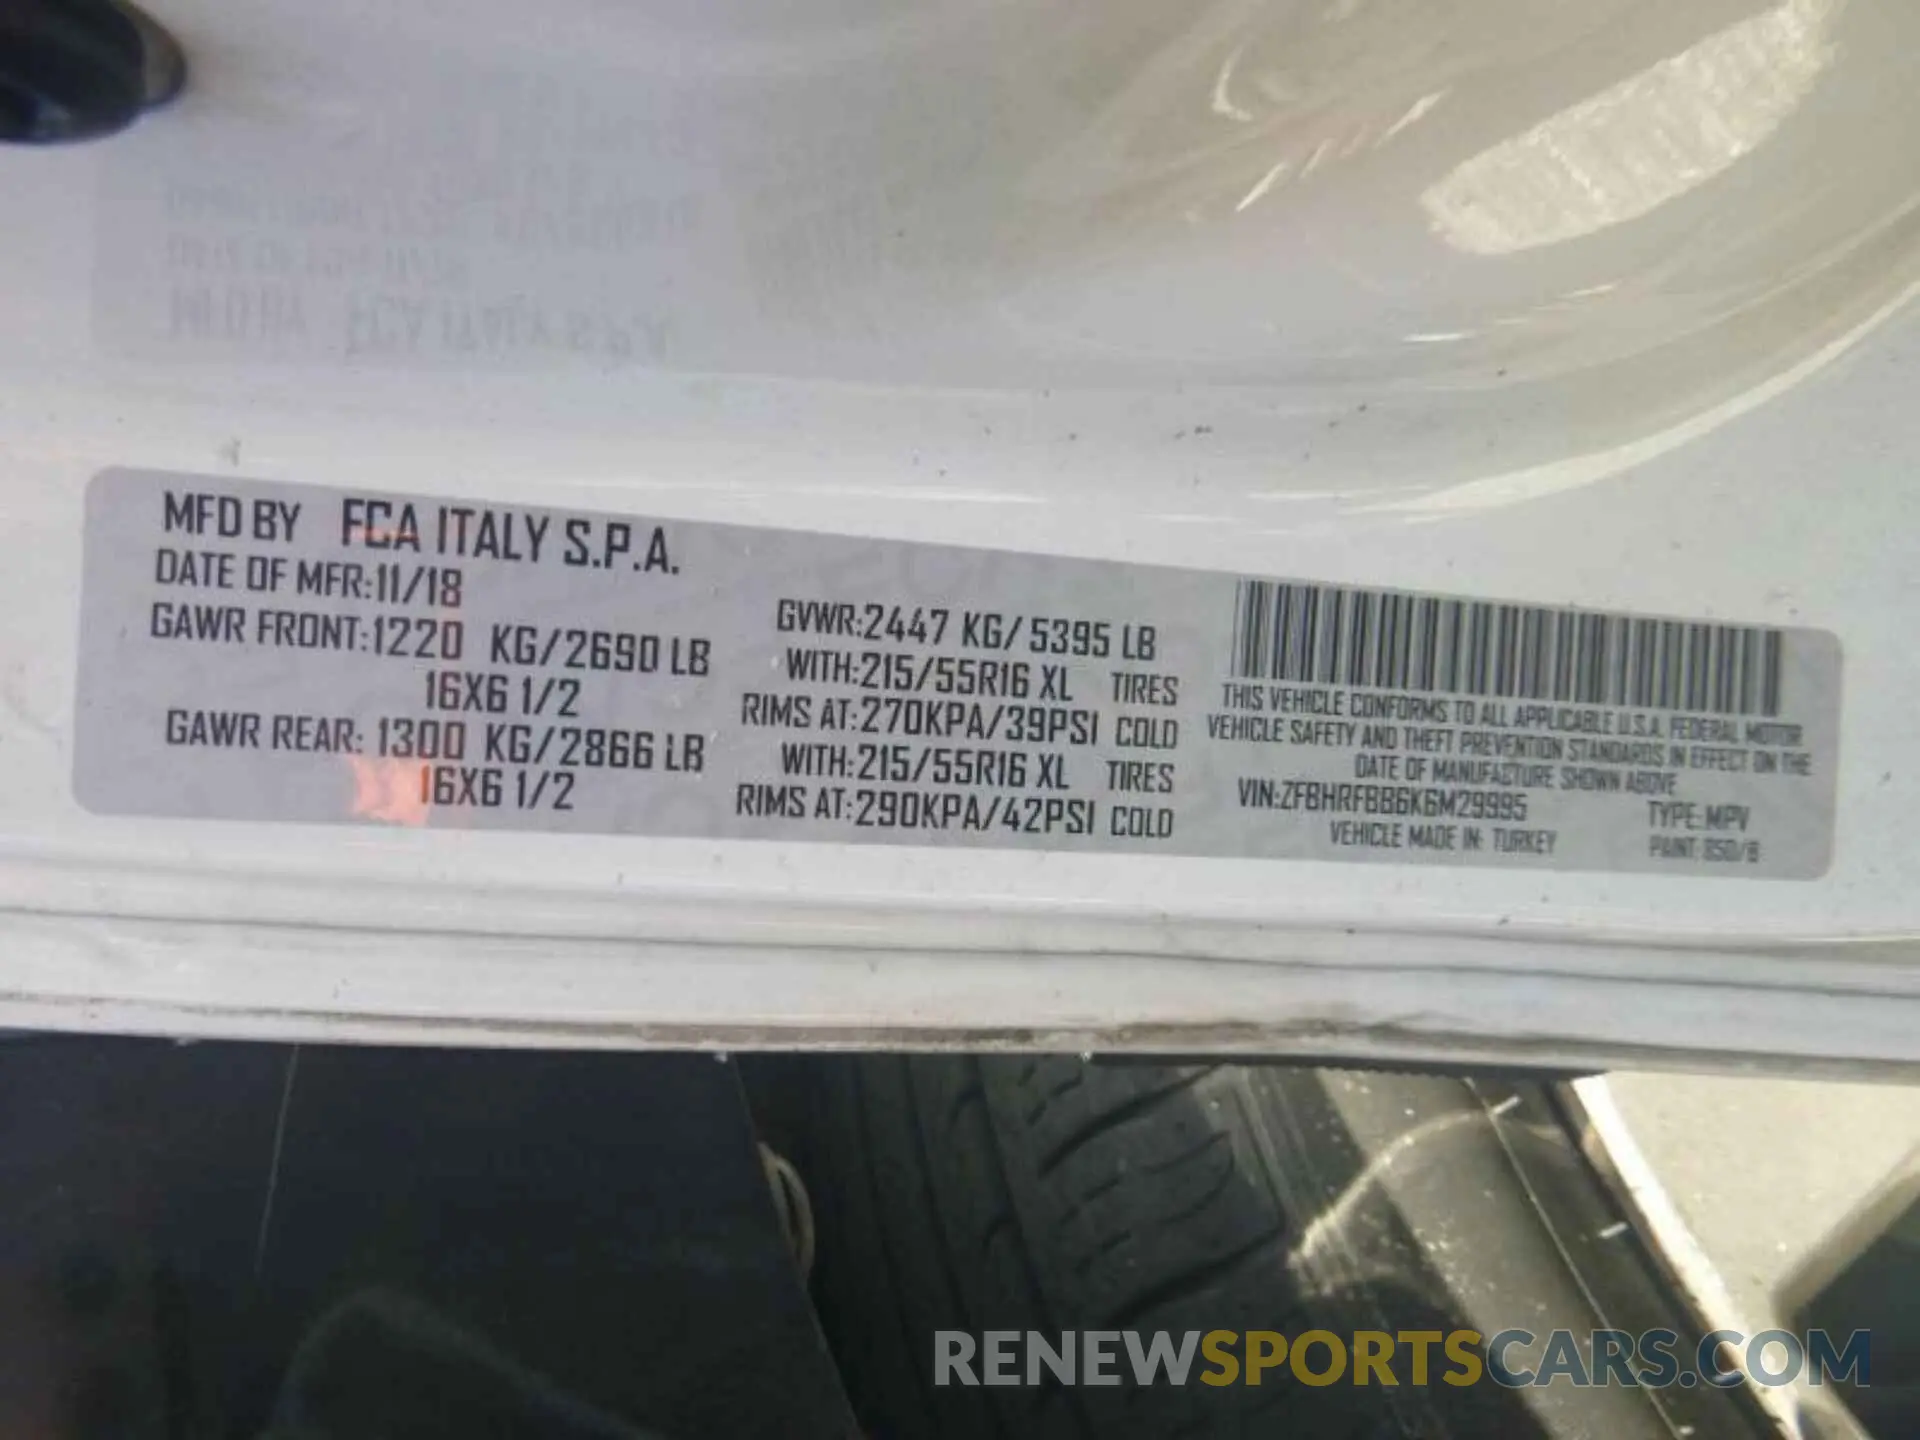 MFD BY FCA ITALY S.P.A.
DATE OF MFR:11/18
GAWR FRONT:1220 KG/2690 LB
16X6 1/2
GAWR REAR: 1300 KG/2866 LB
16X6 1/2
GVWR:2447 KG/ 5395 LB
WITH:215/55R16 XL TIRES
RIMS AT:270KPA/39PSI COLD
WITH:215/55R16 XL TIRES
RIMS AT:290KPA/42PSI COLD
THIS VEHICLE CONFORMS TO ALL APPLICABLE U.S.A. FEDERAL MOTOR
VEHICLE SAFETY AND THEFT PREVENTION STANDARDS IN EFFECT ON THE
DATE OF MANUFACTURE SHOWN ABOVE
VIN:ZFBHRFBB6K6M29995
TYPE: MPV
VEHICLE MADE IN: TURKEY
PAINT:
RENEWSPORTSCARS.COM